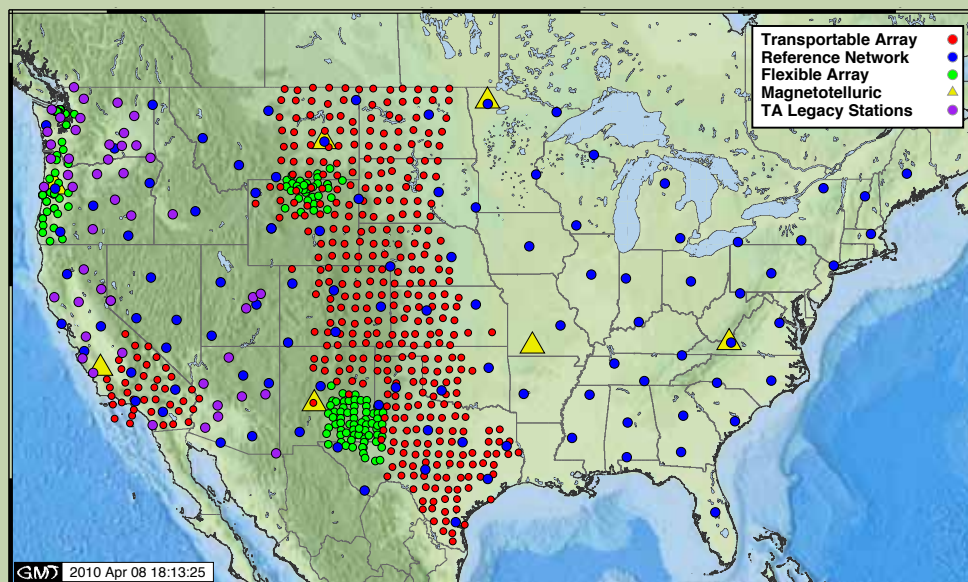 Transportable Array
Reference Network
Flexible Array
Magnetotelluric
TA Legacy Stations
GMT 2010 Apr 08 18:13:25